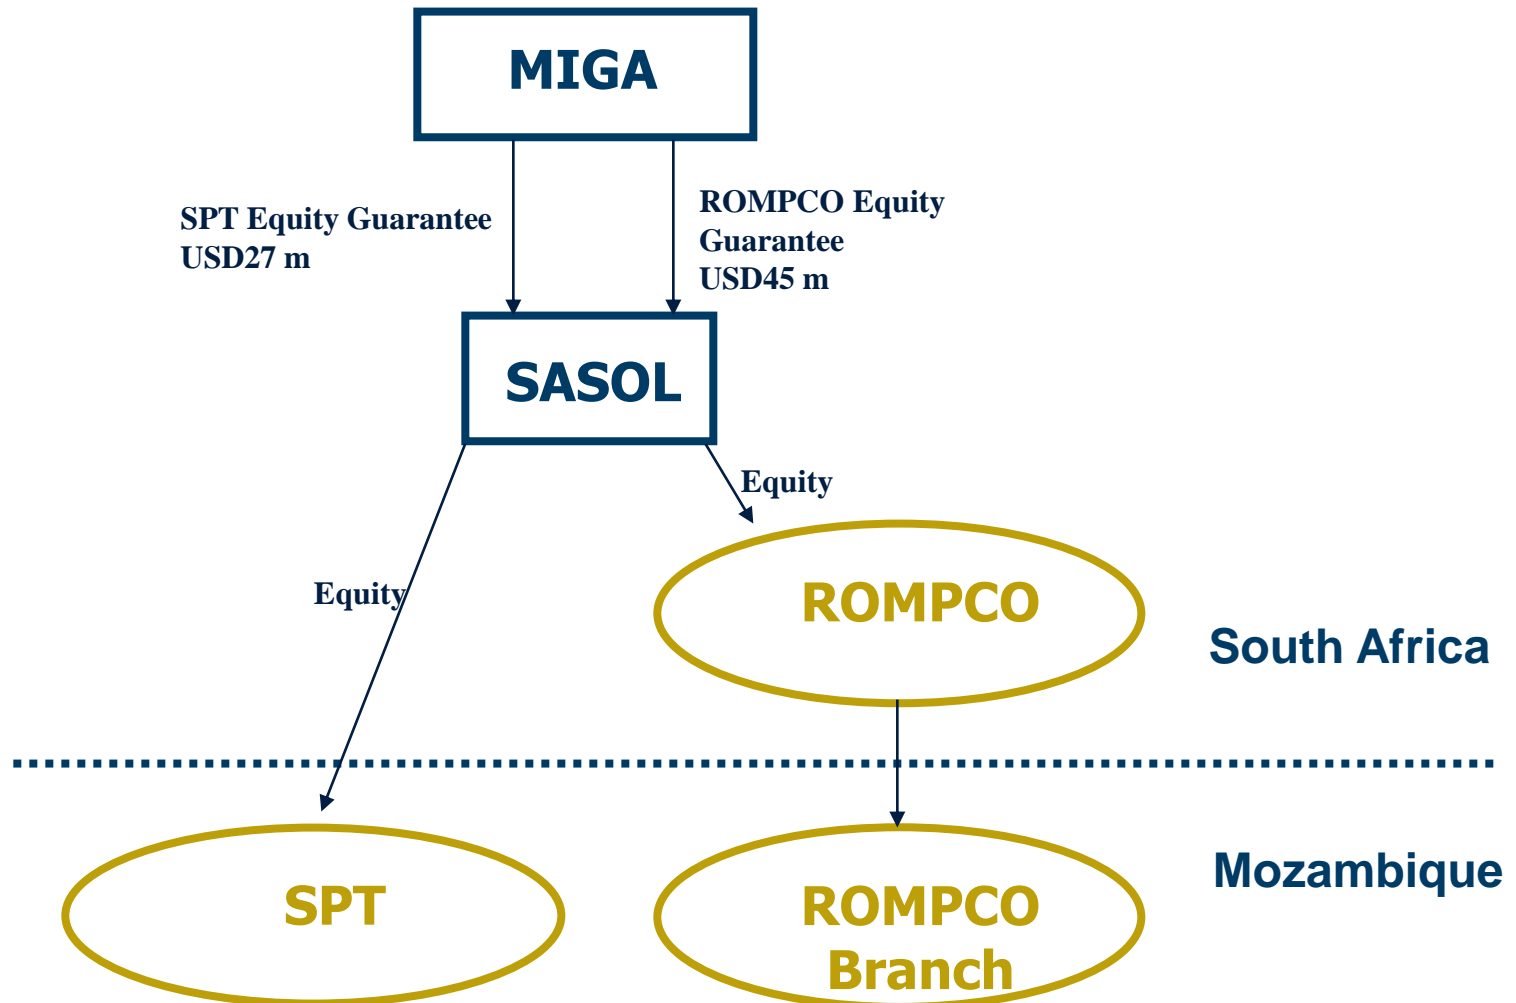 MIGA
SPT Equity Guarantee
USD27 m
ROMPCO Equity
Guarantee
USD45 m
SASOL
Equity
Equity
ROMPCO
South Africa
Mozambique
SPT
ROMPCO
Branch